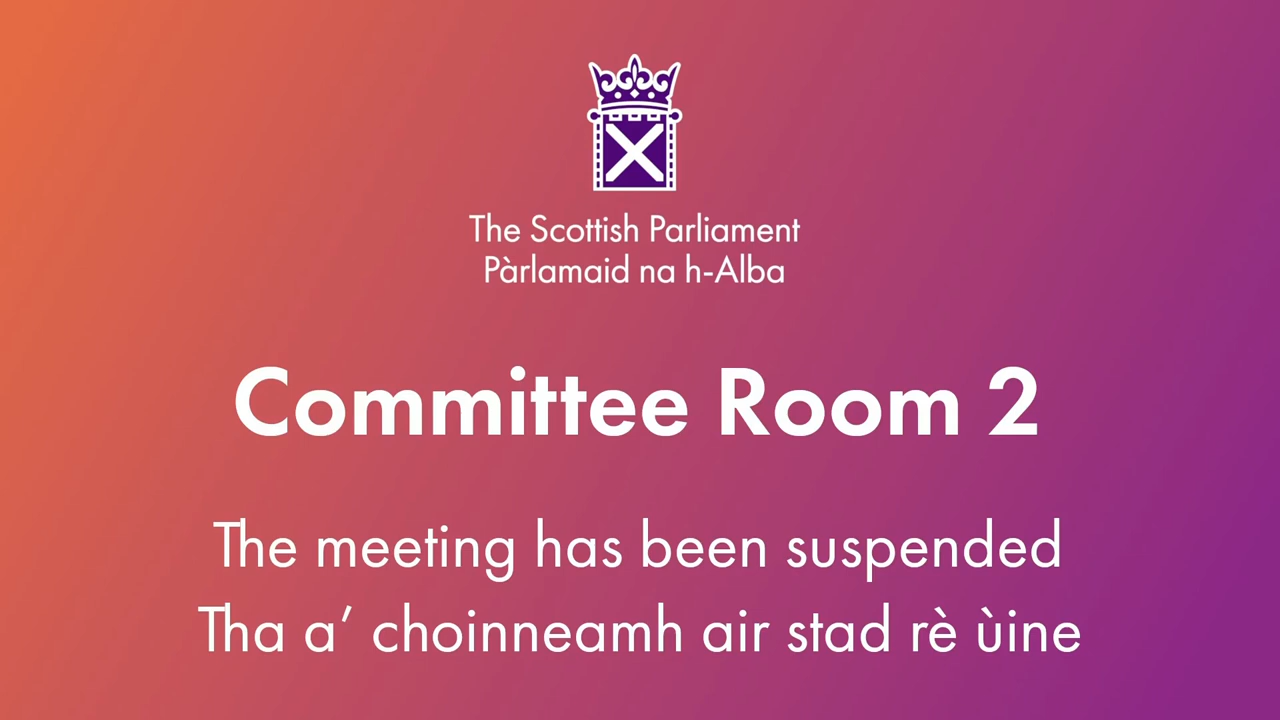 The Scottish Parliament
Pàrlamaid na h-Alba
Committee Room 2
The meeting has been suspended
Tha a’ choinneamh air stad rè ùine